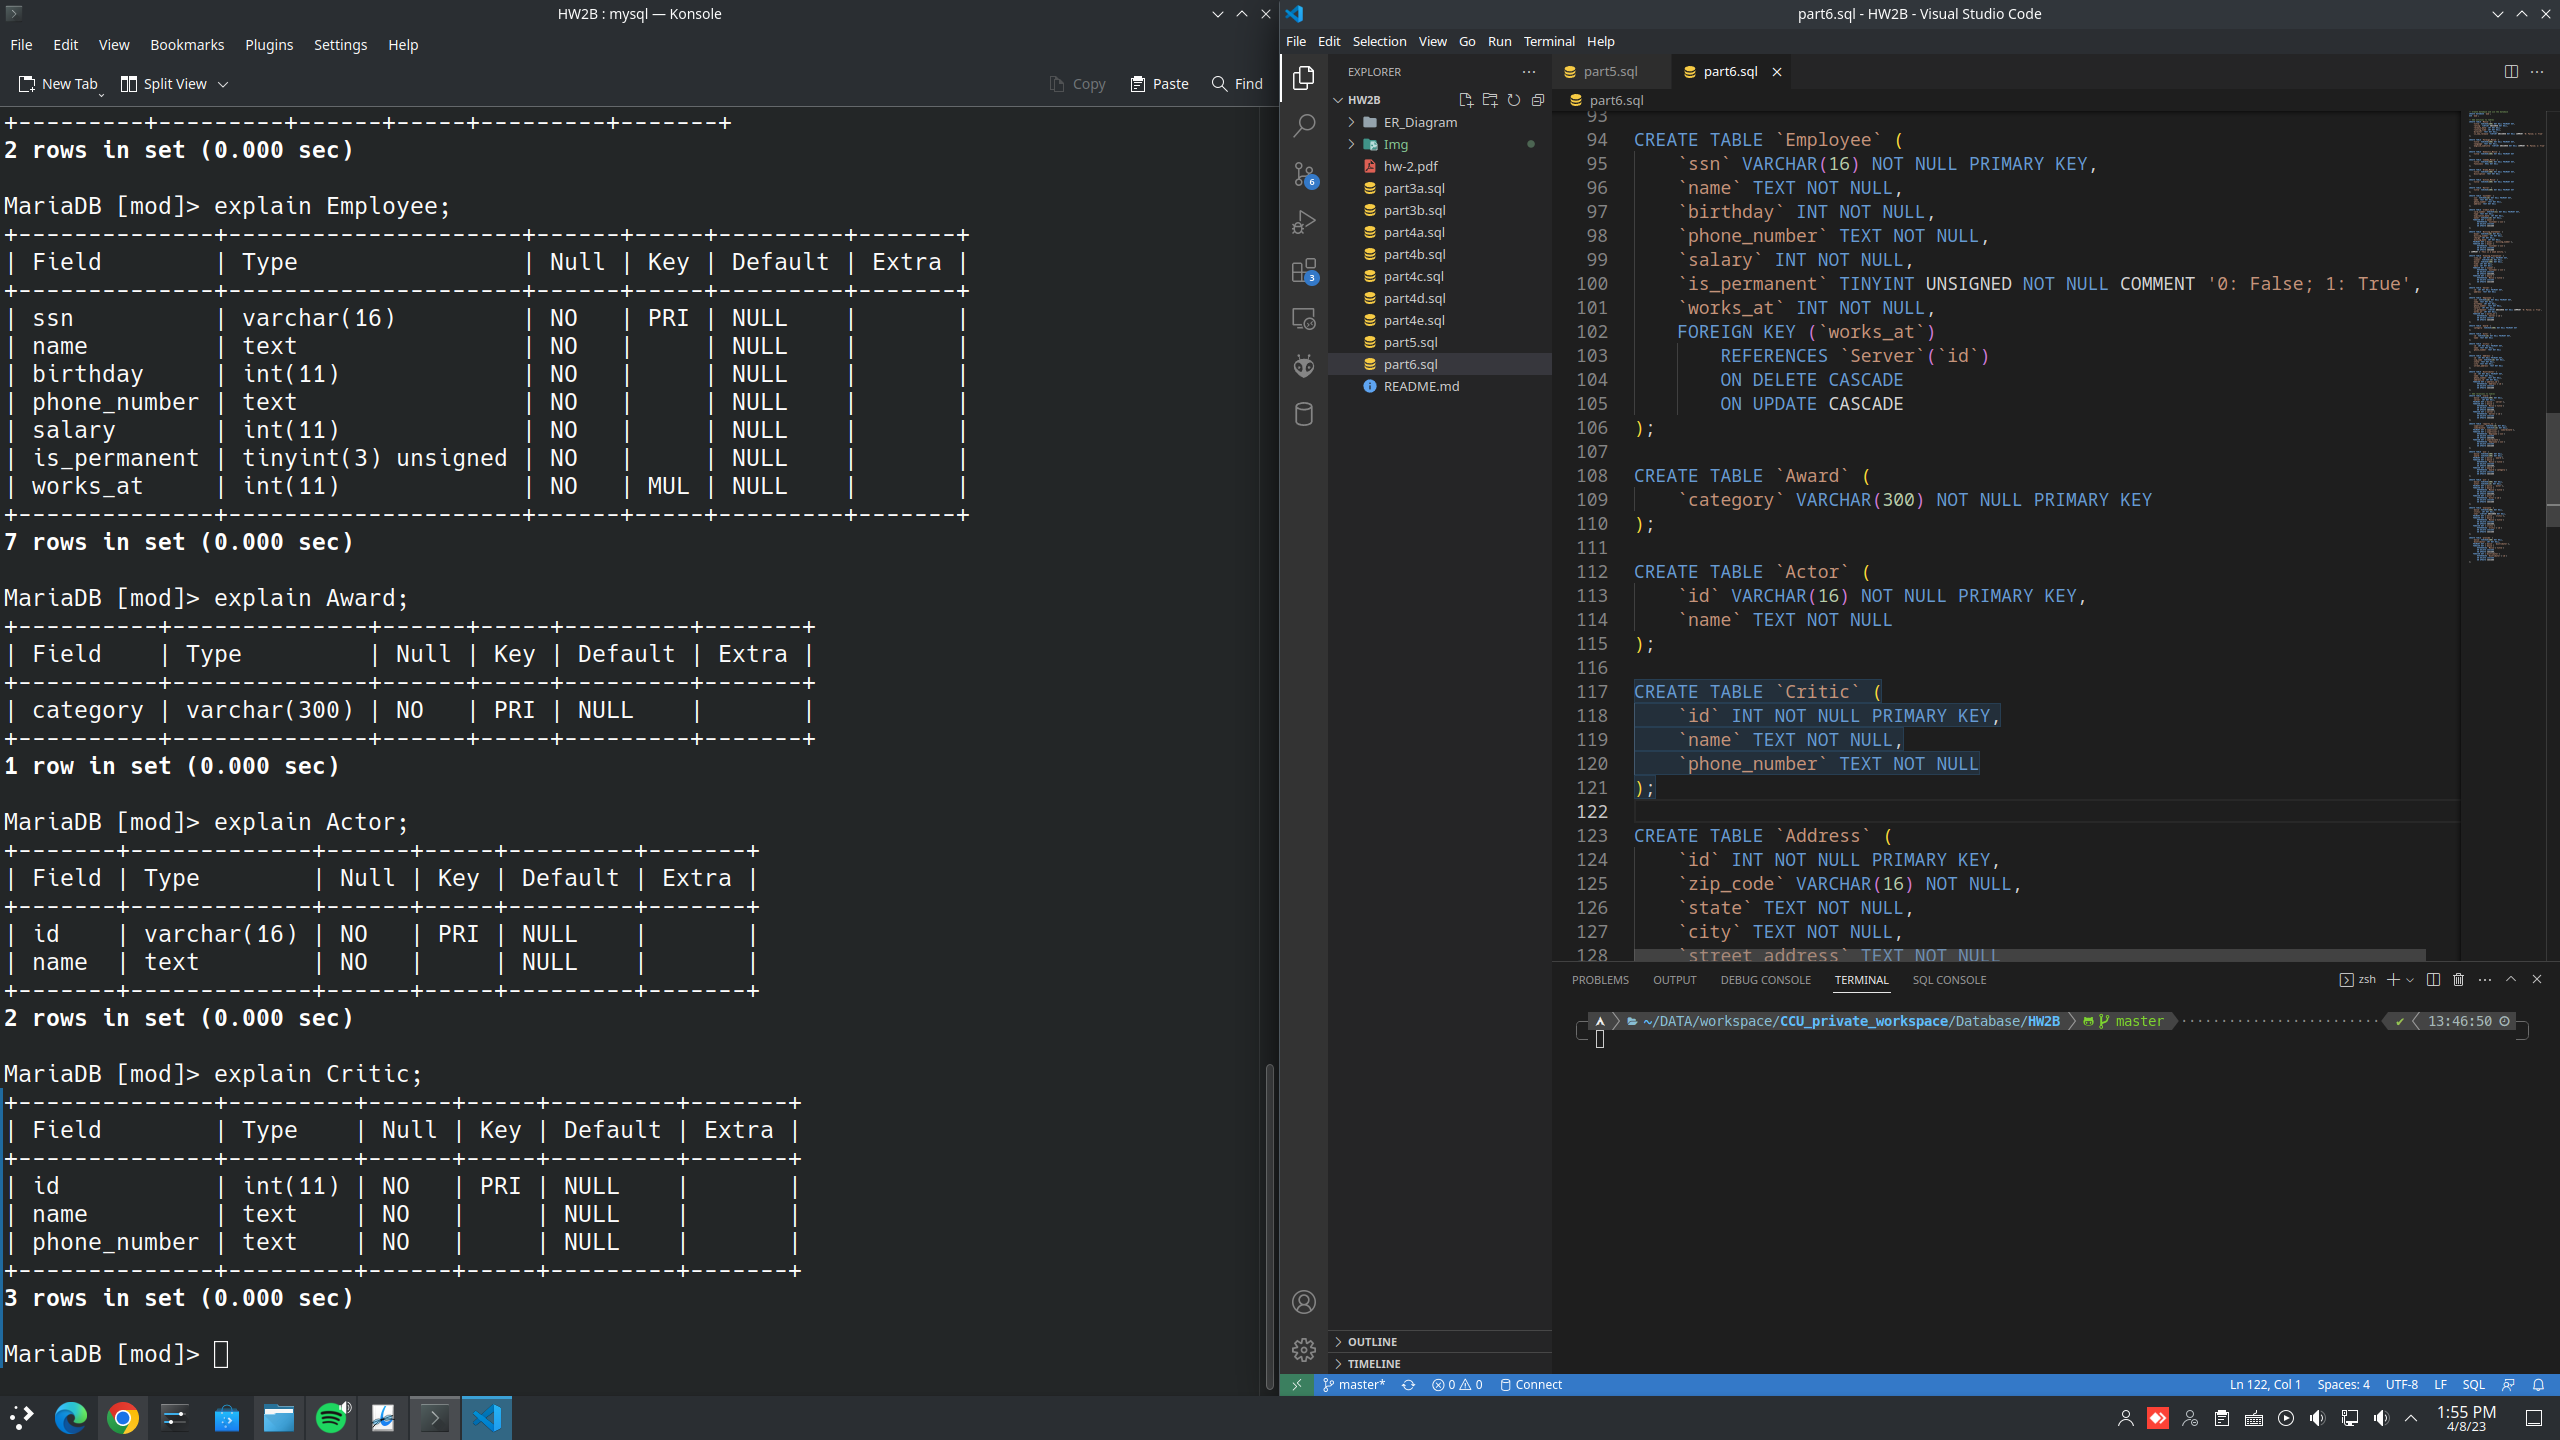 HW2B : mysql — Konsole
File Edit View Bookmarks Plugins Settings Help
New Tab Split View Copy Paste Find
+---------+---------+------+-----+---------+-------+
2 rows in set (0.000 sec)
MariaDB [mod]> explain Employee;
+--------------+---------------------+------+-----+---------+-------+
| Field        | Type                | Null | Key | Default | Extra |
+--------------+---------------------+------+-----+---------+-------+
| ssn          | varchar(16)         | NO   | PRI | NULL    |       |
| name         | text                | NO   |     | NULL    |       |
| birthday     | int(11)             | NO   |     | NULL    |       |
| phone_number | text                | NO   |     | NULL    |       |
| salary       | int(11)             | NO   |     | NULL    |       |
| is_permanent | tinyint(3) unsigned | NO   |     | NULL    |       |
| works_at     | int(11)             | NO   | MUL | NULL    |       |
+--------------+---------------------+------+-----+---------+-------+
7 rows in set (0.000 sec)
MariaDB [mod]> explain Award;
+----------+--------------+------+-----+---------+-------+
| Field    | Type         | Null | Key | Default | Extra |
+----------+--------------+------+-----+---------+-------+
| category | varchar(300) | NO   | PRI | NULL    |       |
+----------+--------------+------+-----+---------+-------+
1 row in set (0.000 sec)
MariaDB [mod]> explain Actor;
+-------+-------------+------+-----+---------+-------+
| Field | Type        | Null | Key | Default | Extra |
+-------+-------------+------+-----+---------+-------+
| id    | varchar(16) | NO   | PRI | NULL    |       |
| name  | text        | NO   |     | NULL    |       |
+-------+-------------+------+-----+---------+-------+
2 rows in set (0.000 sec)
MariaDB [mod]> explain Critic;
+--------------+---------+------+-----+---------+-------+
| Field        | Type    | Null | Key | Default | Extra |
+--------------+---------+------+-----+---------+-------+
| id           | int(11) | NO   | PRI | NULL    |       |
| name         | text    | NO   |     | NULL    |       |
| phone_number | text    | NO   |     | NULL    |       |
+--------------+---------+------+-----+---------+-------+
3 rows in set (0.000 sec)
MariaDB [mod]>
part6.sql - HW2B - Visual Studio Code
File Edit Selection View Go Run Terminal Help
EXPLORER
HW2B
ER_Diagram
Img
hw-2.pdf
part3a.sql
part3b.sql
part4a.sql
part4b.sql
part4c.sql
part4d.sql
part4e.sql
part5.sql
part6.sql
README.md
OUTLINE
TIMELINE
6
3
part5.sql part6.sql
part6.sql
93
94 CREATE TABLE `Employee` (
95     `ssn` VARCHAR(16) NOT NULL PRIMARY KEY,
96     `name` TEXT NOT NULL,
97     `birthday` INT NOT NULL,
98     `phone_number` TEXT NOT NULL,
99     `salary` INT NOT NULL,
100     `is_permanent` TINYINT UNSIGNED NOT NULL COMMENT '0: False; 1: True',
101     `works_at` INT NOT NULL,
102     FOREIGN KEY (`works_at`)
103         REFERENCES `Server`(`id`)
104         ON DELETE CASCADE
105         ON UPDATE CASCADE
106 );
107
108 CREATE TABLE `Award` (
109     `category` VARCHAR(300) NOT NULL PRIMARY KEY
110 );
111
112 CREATE TABLE `Actor` (
113     `id` VARCHAR(16) NOT NULL PRIMARY KEY,
114     `name` TEXT NOT NULL
115 );
116
117 CREATE TABLE `Critic` (
118     `id` INT NOT NULL PRIMARY KEY,
119     `name` TEXT NOT NULL,
120     `phone_number` TEXT NOT NULL
121 );
122
123 CREATE TABLE `Address` (
124     `id` INT NOT NULL PRIMARY KEY,
125     `zip_code` VARCHAR(16) NOT NULL,
126     `state` TEXT NOT NULL,
127     `city` TEXT NOT NULL,
128     `street_address` TEXT NOT NULL
PROBLEMS OUTPUT DEBUG CONSOLE TERMINAL SQL CONSOLE zsh
~/DATA/workspace/CCU_private_workspace/Database/HW2B master 13:46:50
master* 0 0 Connect Ln 122, Col 1 Spaces: 4 UTF-8 LF SQL
1:55 PM
4/8/23